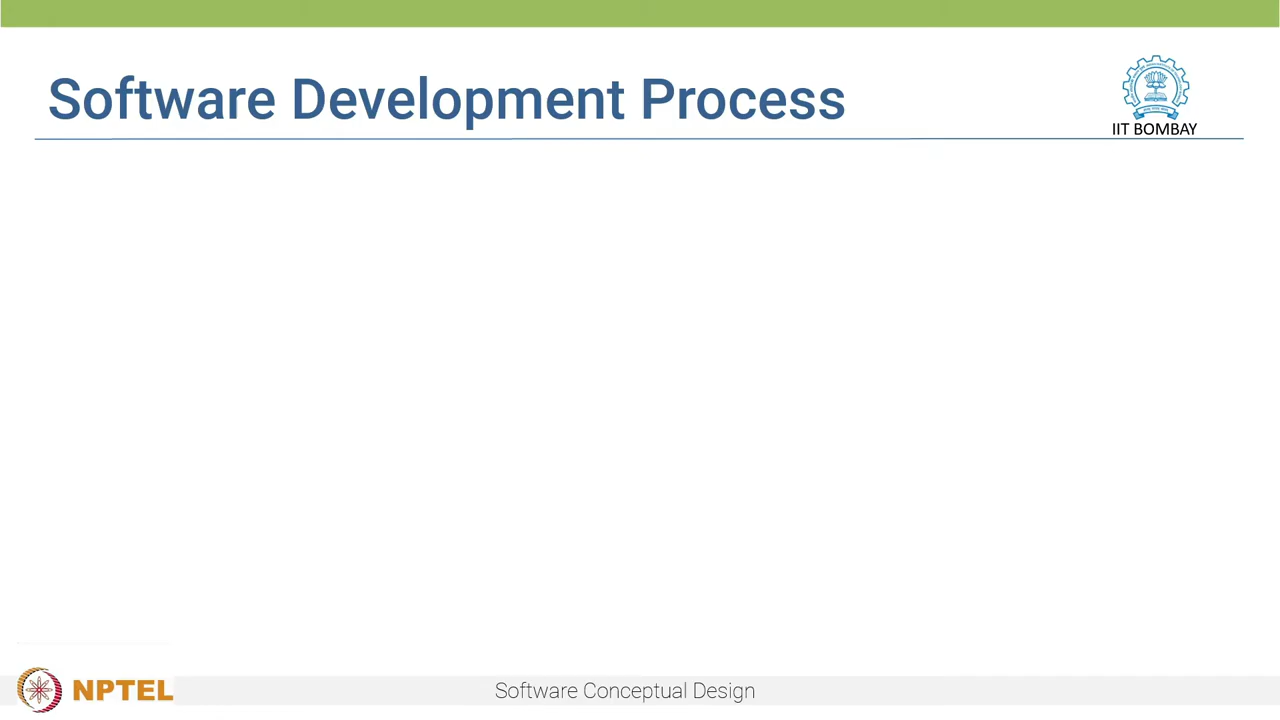 Software Development Process
IIT BOMBAY
NPTEL
Software Conceptual Design